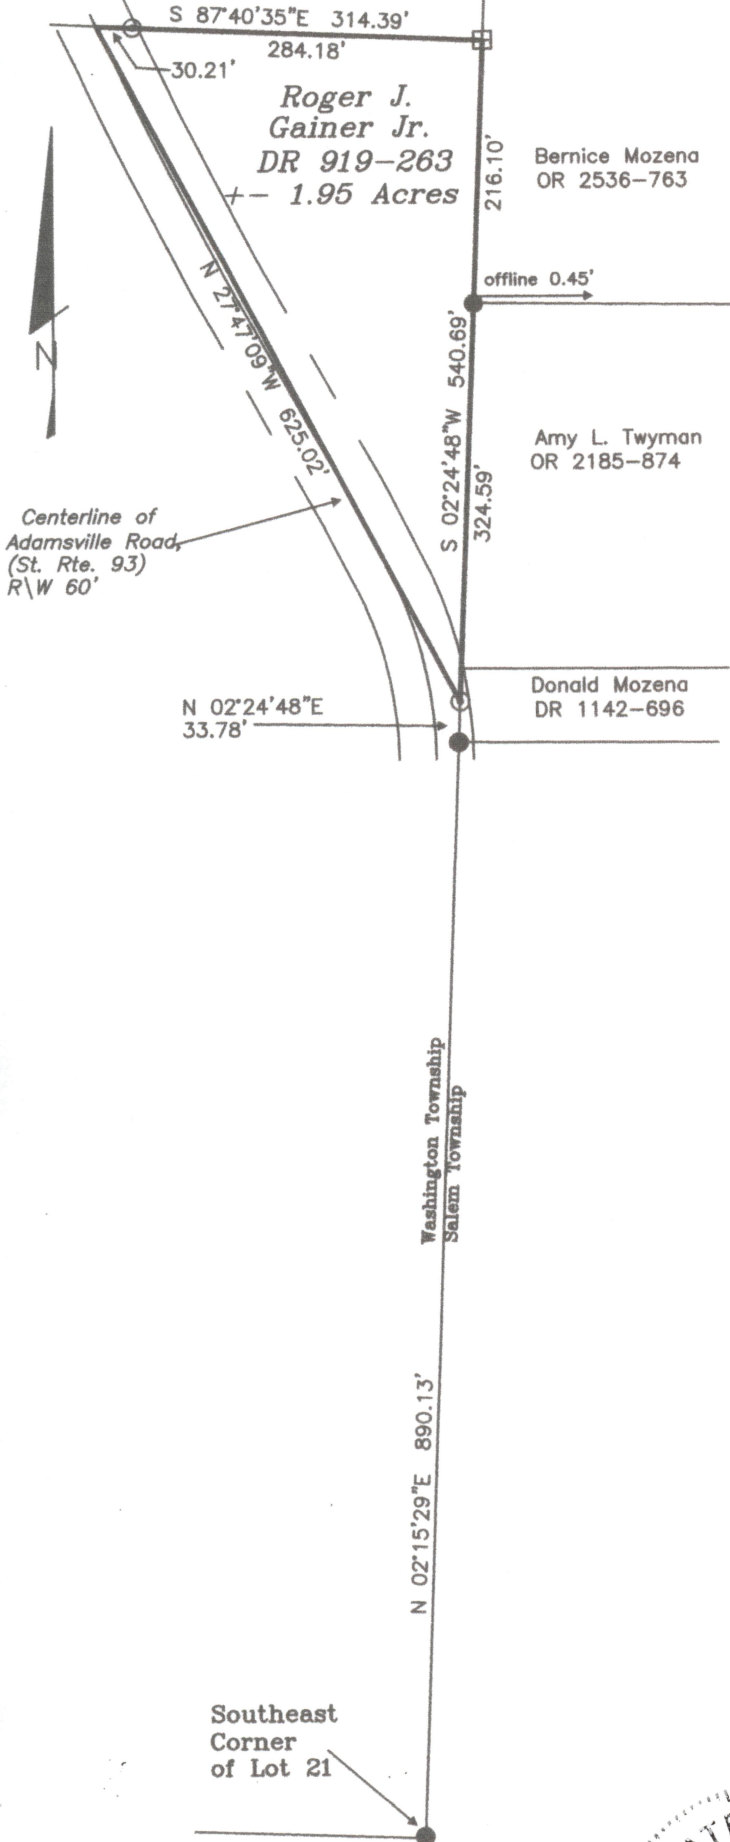 S 87°40'35"E 314.39'
284.18'
30.21'
Roger J.
Gainer Jr.
DR 919-263
+- 1.95 Acres
216.10'
Bernice Mozena
OR 2536-763
offline 0.45'
N
N 27°47'09"W 625.02'
S 02°24'48"W 540.69'
324.59'
Amy L. Twyman
OR 2185-874
Centerline of
Adamsville Road,
(St. Rte. 93)
R\W 60'
N 02°24'48"E
33.78'
Donald Mozena
DR 1142-696
Washington Township
Salem Township
N 02°15'29"E 890.13'
Southeast
Corner
of Lot 21